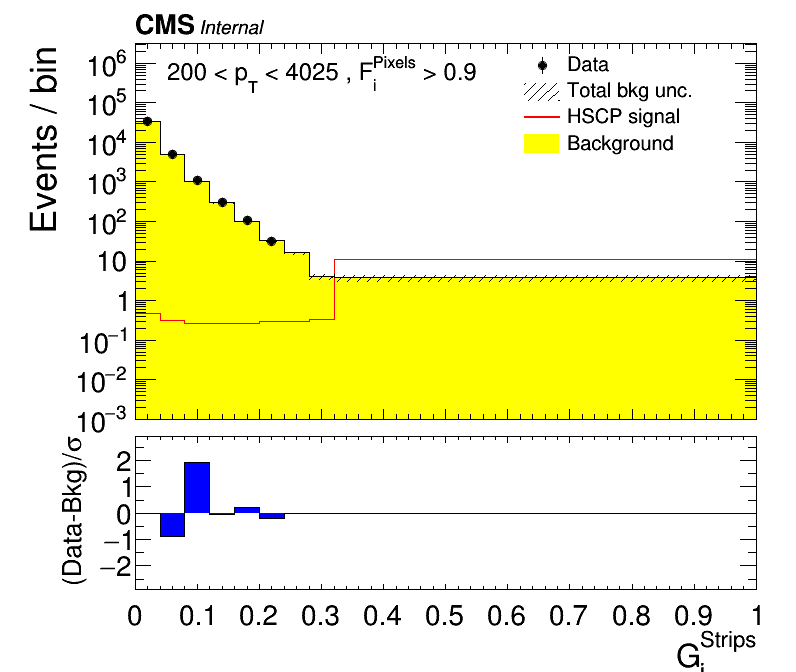 CMS Internal
Events / bin
200 < p_T < 4025 , F_i^Pixels > 0.9
Data
Total bkg unc.
HSCP signal
Background
10^6
10^5
10^4
10^3
10^2
10
1
10^−1
10^−2
10^−3
(Data-Bkg)/σ
2
1
0
−1
−2
0 0.1 0.2 0.3 0.4 0.5 0.6 0.7 0.8 0.9 1
G_i^Strips